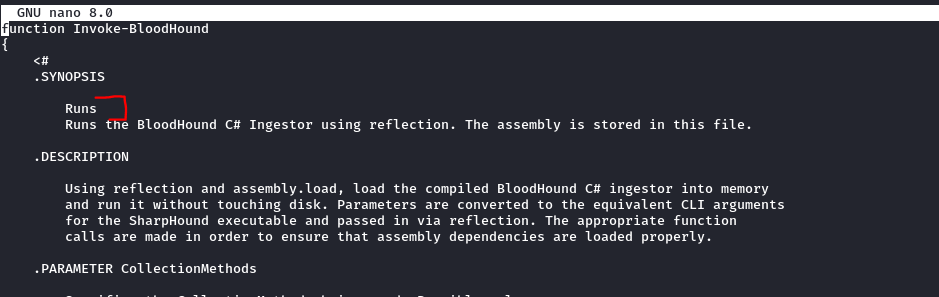 GNU nano 8.0
function Invoke-BloodHound
{
<#
.SYNOPSIS
Runs
Runs the BloodHound C# Ingestor using reflection. The assembly is stored in this file.
.DESCRIPTION
Using reflection and assembly.load, load the compiled BloodHound C# ingestor into memory
and run it without touching disk. Parameters are converted to the equivalent CLI arguments
for the SharpHound executable and passed in via reflection. The appropriate function
calls are made in order to ensure that assembly dependencies are loaded properly.
.PARAMETER CollectionMethods